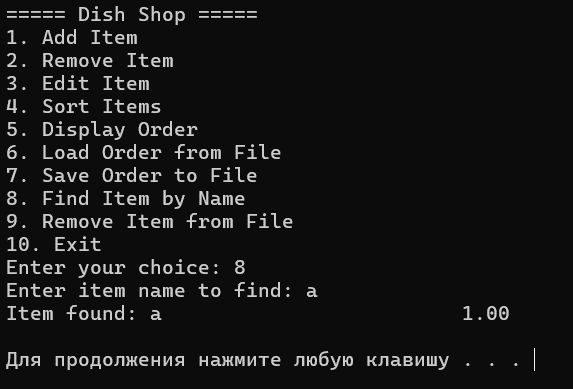 ===== Dish Shop =====
1. Add Item
2. Remove Item
3. Edit Item
4. Sort Items
5. Display Order
6. Load Order from File
7. Save Order to File
8. Find Item by Name
9. Remove Item from File
10. Exit
Enter your choice: 8
Enter item name to find: a
Item found: a                         1.00
Для продолжения нажмите любую клавишу . . .